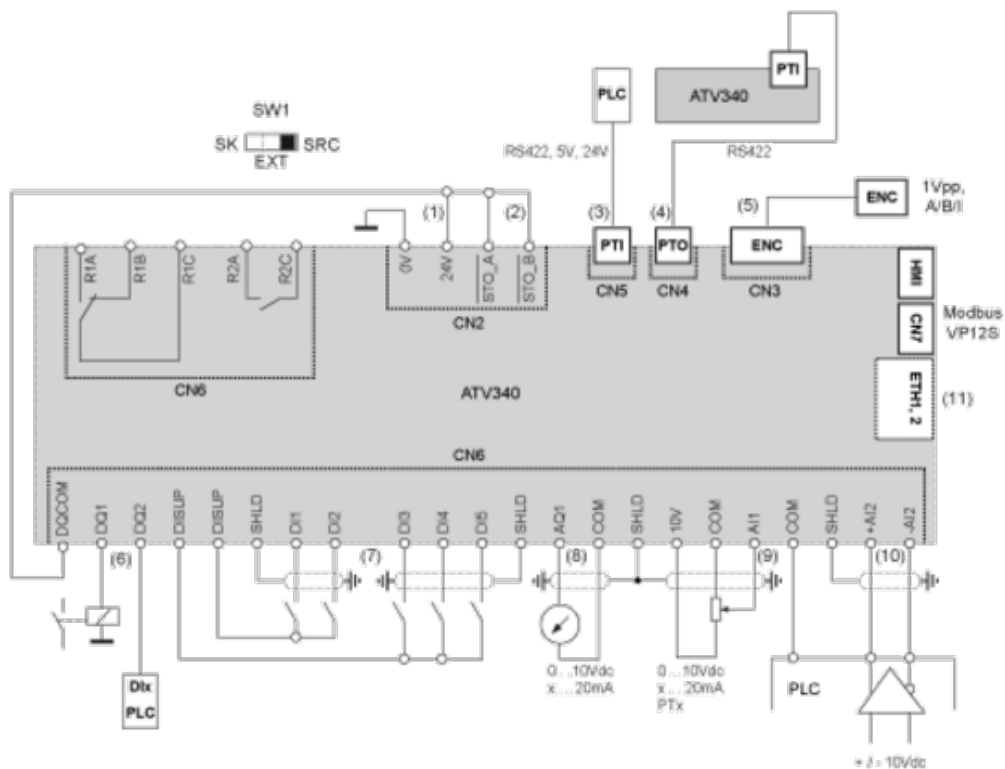 PTI
PLC
ATV340
SW1
SK
SRC
EXT
RS422, 5V, 24V
RS422
ENC
1Vpp,
A/B/I
(1)
(2)
(3)
(4)
(5)
R1A
R1B
R1C
R2A
R2C
0V
24V
STO_A
STO_B
PTI
PTO
ENC
HMI
CN5
CN4
CN3
CN2
CN7
Modbus
VP12S
CN6
ATV340
ETH1, 2
(11)
CN6
DQCOM
DQ1
DQ2
DISUP
DISUP
SHLD
DI1
DI2
DI3
DI4
DI5
SHLD
AQ1
COM
SHLD
10V
COM
AI1
COM
SHLD
+AI2
-AI2
(6)
(7)
(8)
(9)
(10)
DIx
PLC
0...10Vdc
x...20mA
0...10Vdc
x...20mA
PTx
PLC
+ /- 10Vdc